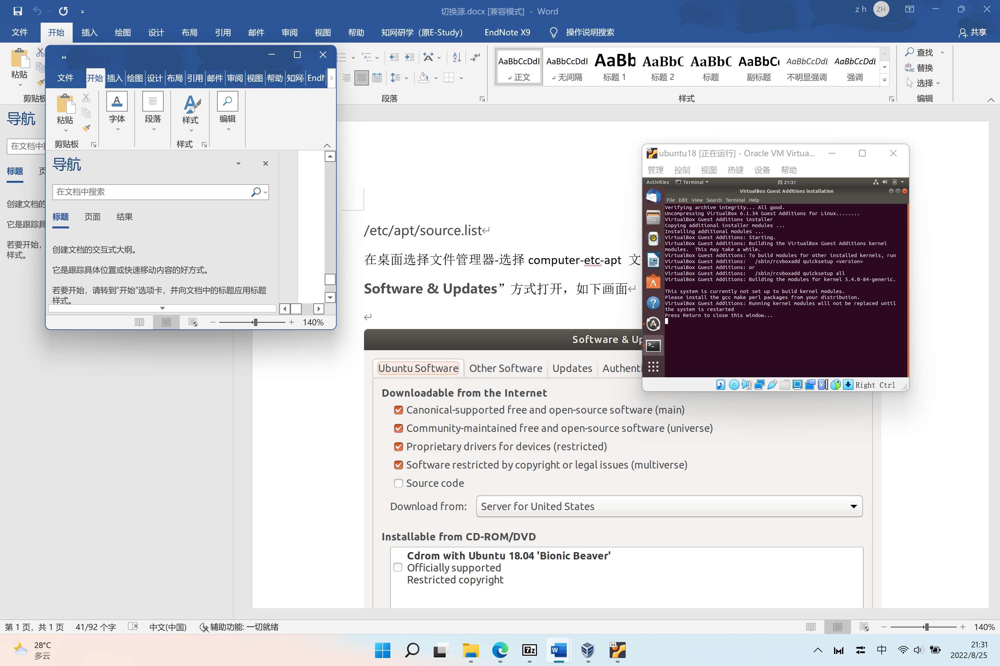 切换源.docx [兼容模式] - Word
z h
ZH
文件 开始 插入 绘图 设计 布局 引用 邮件 审阅 视图 帮助 知网研学（原E-Study） EndNote X9 操作说明搜索
共享
粘贴
剪贴板
段落
AaBbCcDdI AaBbCcDdI AaBb AaBbC AaBbC AaBbC AaBbCcDdI AaBbCcDdI
正文 无间隔 标题 1 标题 2 标题 副标题 不明显强调 强调
样式
查找
替换
选择
编辑
导航
标题
创建文档的
它是跟踪具
若要开始，
样式。
文件 开始 插入 绘图 设计 布局 引用 邮件 审阅 视图 帮助
粘贴 字体 段落 样式 编辑
剪贴板 样式
导航
在文档中搜索
标题 页面 结果
创建文档的交互式大纲。
它是跟踪具体位置或快速移动内容的好方式。
若要开始，请转到“开始”选项卡，并向文档中的标题应用标题
样式。
140%
/etc/apt/source.list
在桌面选择文件管理器-选择 computer-etc-apt 文
Software & Updates” 方式打开，如下画面
Software & Up
Ubuntu Software Other Software Updates Authenti
Downloadable from the Internet
Canonical-supported free and open-source software (main)
Community-maintained free and open-source software (universe)
Proprietary drivers for devices (restricted)
Software restricted by copyright or legal issues (multiverse)
Source code
Download from: Server for United States
Installable from CD-ROM/DVD
Cdrom with Ubuntu 18.04 'Bionic Beaver'
Officially supported
Restricted copyright
ubuntu18 [正在运行] - Oracle VM Virtua...
管理 控制 视图 热键 设备 帮助
Activities Terminal 四 21:31
VirtualBox Guest Additions installation
File Edit View Search Terminal Help
Verifying archive integrity... All good.
Uncompressing VirtualBox 6.1.34 Guest Additions for Linux........
VirtualBox Guest Additions installer
Copying additional installer modules ...
Installing additional modules ...
VirtualBox Guest Additions: Starting.
VirtualBox Guest Additions: Building the VirtualBox Guest Additions kernel
modules. This may take a while.
VirtualBox Guest Additions: To build modules for other installed kernels, run
VirtualBox Guest Additions: /sbin/rcvboxadd quicksetup <version>
VirtualBox Guest Additions: or
VirtualBox Guest Additions: /sbin/rcvboxadd quicksetup all
VirtualBox Guest Additions: Building the modules for kernel 5.4.0-84-generic.
This system is currently not set up to build kernel modules.
Please install the gcc make perl packages from your distribution.
VirtualBox Guest Additions: Running kernel modules will not be replaced until
the system is restarted
Press Return to close this window...
Right Ctrl
第 1 页，共 1 页 41/92 个字 中文(中国) 辅助功能: 一切就绪
140%
28°C
多云
中
21:31
2022/8/25